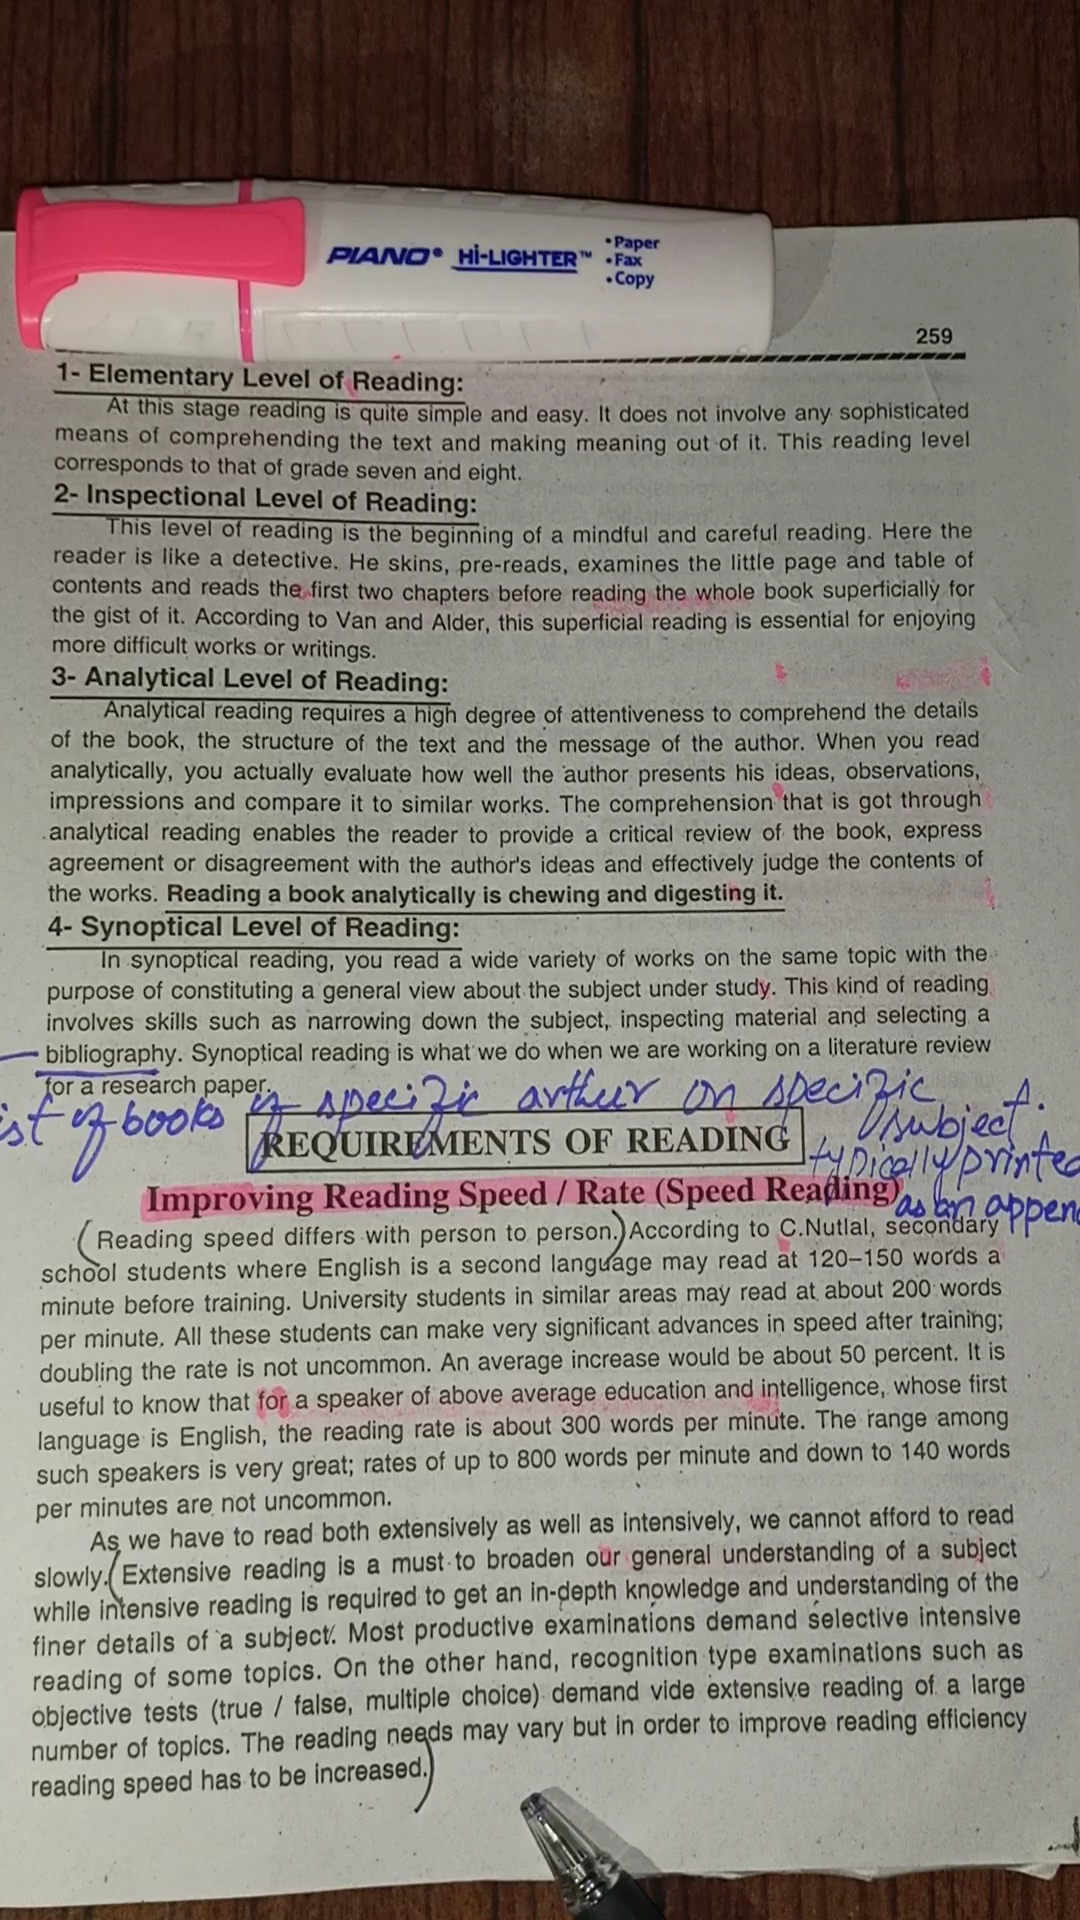 PIANO® Hi-LIGHTER™
•Paper
•Fax
•Copy
259
1- Elementary Level of Reading:
At this stage reading is quite simple and easy. It does not involve any sophisticated
means of comprehending the text and making meaning out of it. This reading level
corresponds to that of grade seven and eight.
2- Inspectional Level of Reading:
This level of reading is the beginning of a mindful and careful reading. Here the
reader is like a detective. He skins, pre-reads, examines the little page and table of
contents and reads the first two chapters before reading the whole book superficially for
the gist of it. According to Van and Alder, this superficial reading is essential for enjoying
more difficult works or writings.
3- Analytical Level of Reading:
Analytical reading requires a high degree of attentiveness to comprehend the details
of the book, the structure of the text and the message of the author. When you read
analytically, you actually evaluate how well the author presents his ideas, observations,
impressions and compare it to similar works. The comprehension that is got through
analytical reading enables the reader to provide a critical review of the book, express
agreement or disagreement with the author's ideas and effectively judge the contents of
the works. Reading a book analytically is chewing and digesting it.
4- Synoptical Level of Reading:
In synoptical reading, you read a wide variety of works on the same topic with the
purpose of constituting a general view about the subject under study. This kind of reading
involves skills such as narrowing down the subject, inspecting material and selecting a
bibliography. Synoptical reading is what we do when we are working on a literature review
for a research paper.
ist of books of specific arthur on specific
subject.
REQUIREMENTS OF READING
typically printed
Improving Reading Speed / Rate (Speed Reading)
as an appen
(Reading speed differs with person to person.) According to C.Nutlal, secondary
school students where English is a second language may read at 120–150 words a
minute before training. University students in similar areas may read at about 200 words
per minute. All these students can make very significant advances in speed after training;
doubling the rate is not uncommon. An average increase would be about 50 percent. It is
useful to know that for a speaker of above average education and intelligence, whose first
language is English, the reading rate is about 300 words per minute. The range among
such speakers is very great; rates of up to 800 words per minute and down to 140 words
per minutes are not uncommon.
As we have to read both extensively as well as intensively, we cannot afford to read
slowly. (Extensive reading is a must to broaden our general understanding of a subject
while intensive reading is required to get an in-depth knowledge and understanding of the
finer details of a subject. Most productive examinations demand selective intensive
reading of some topics. On the other hand, recognition type examinations such as
objective tests (true / false, multiple choice) demand vide extensive reading of a large
number of topics. The reading needs may vary but in order to improve reading efficiency
reading speed has to be increased.)